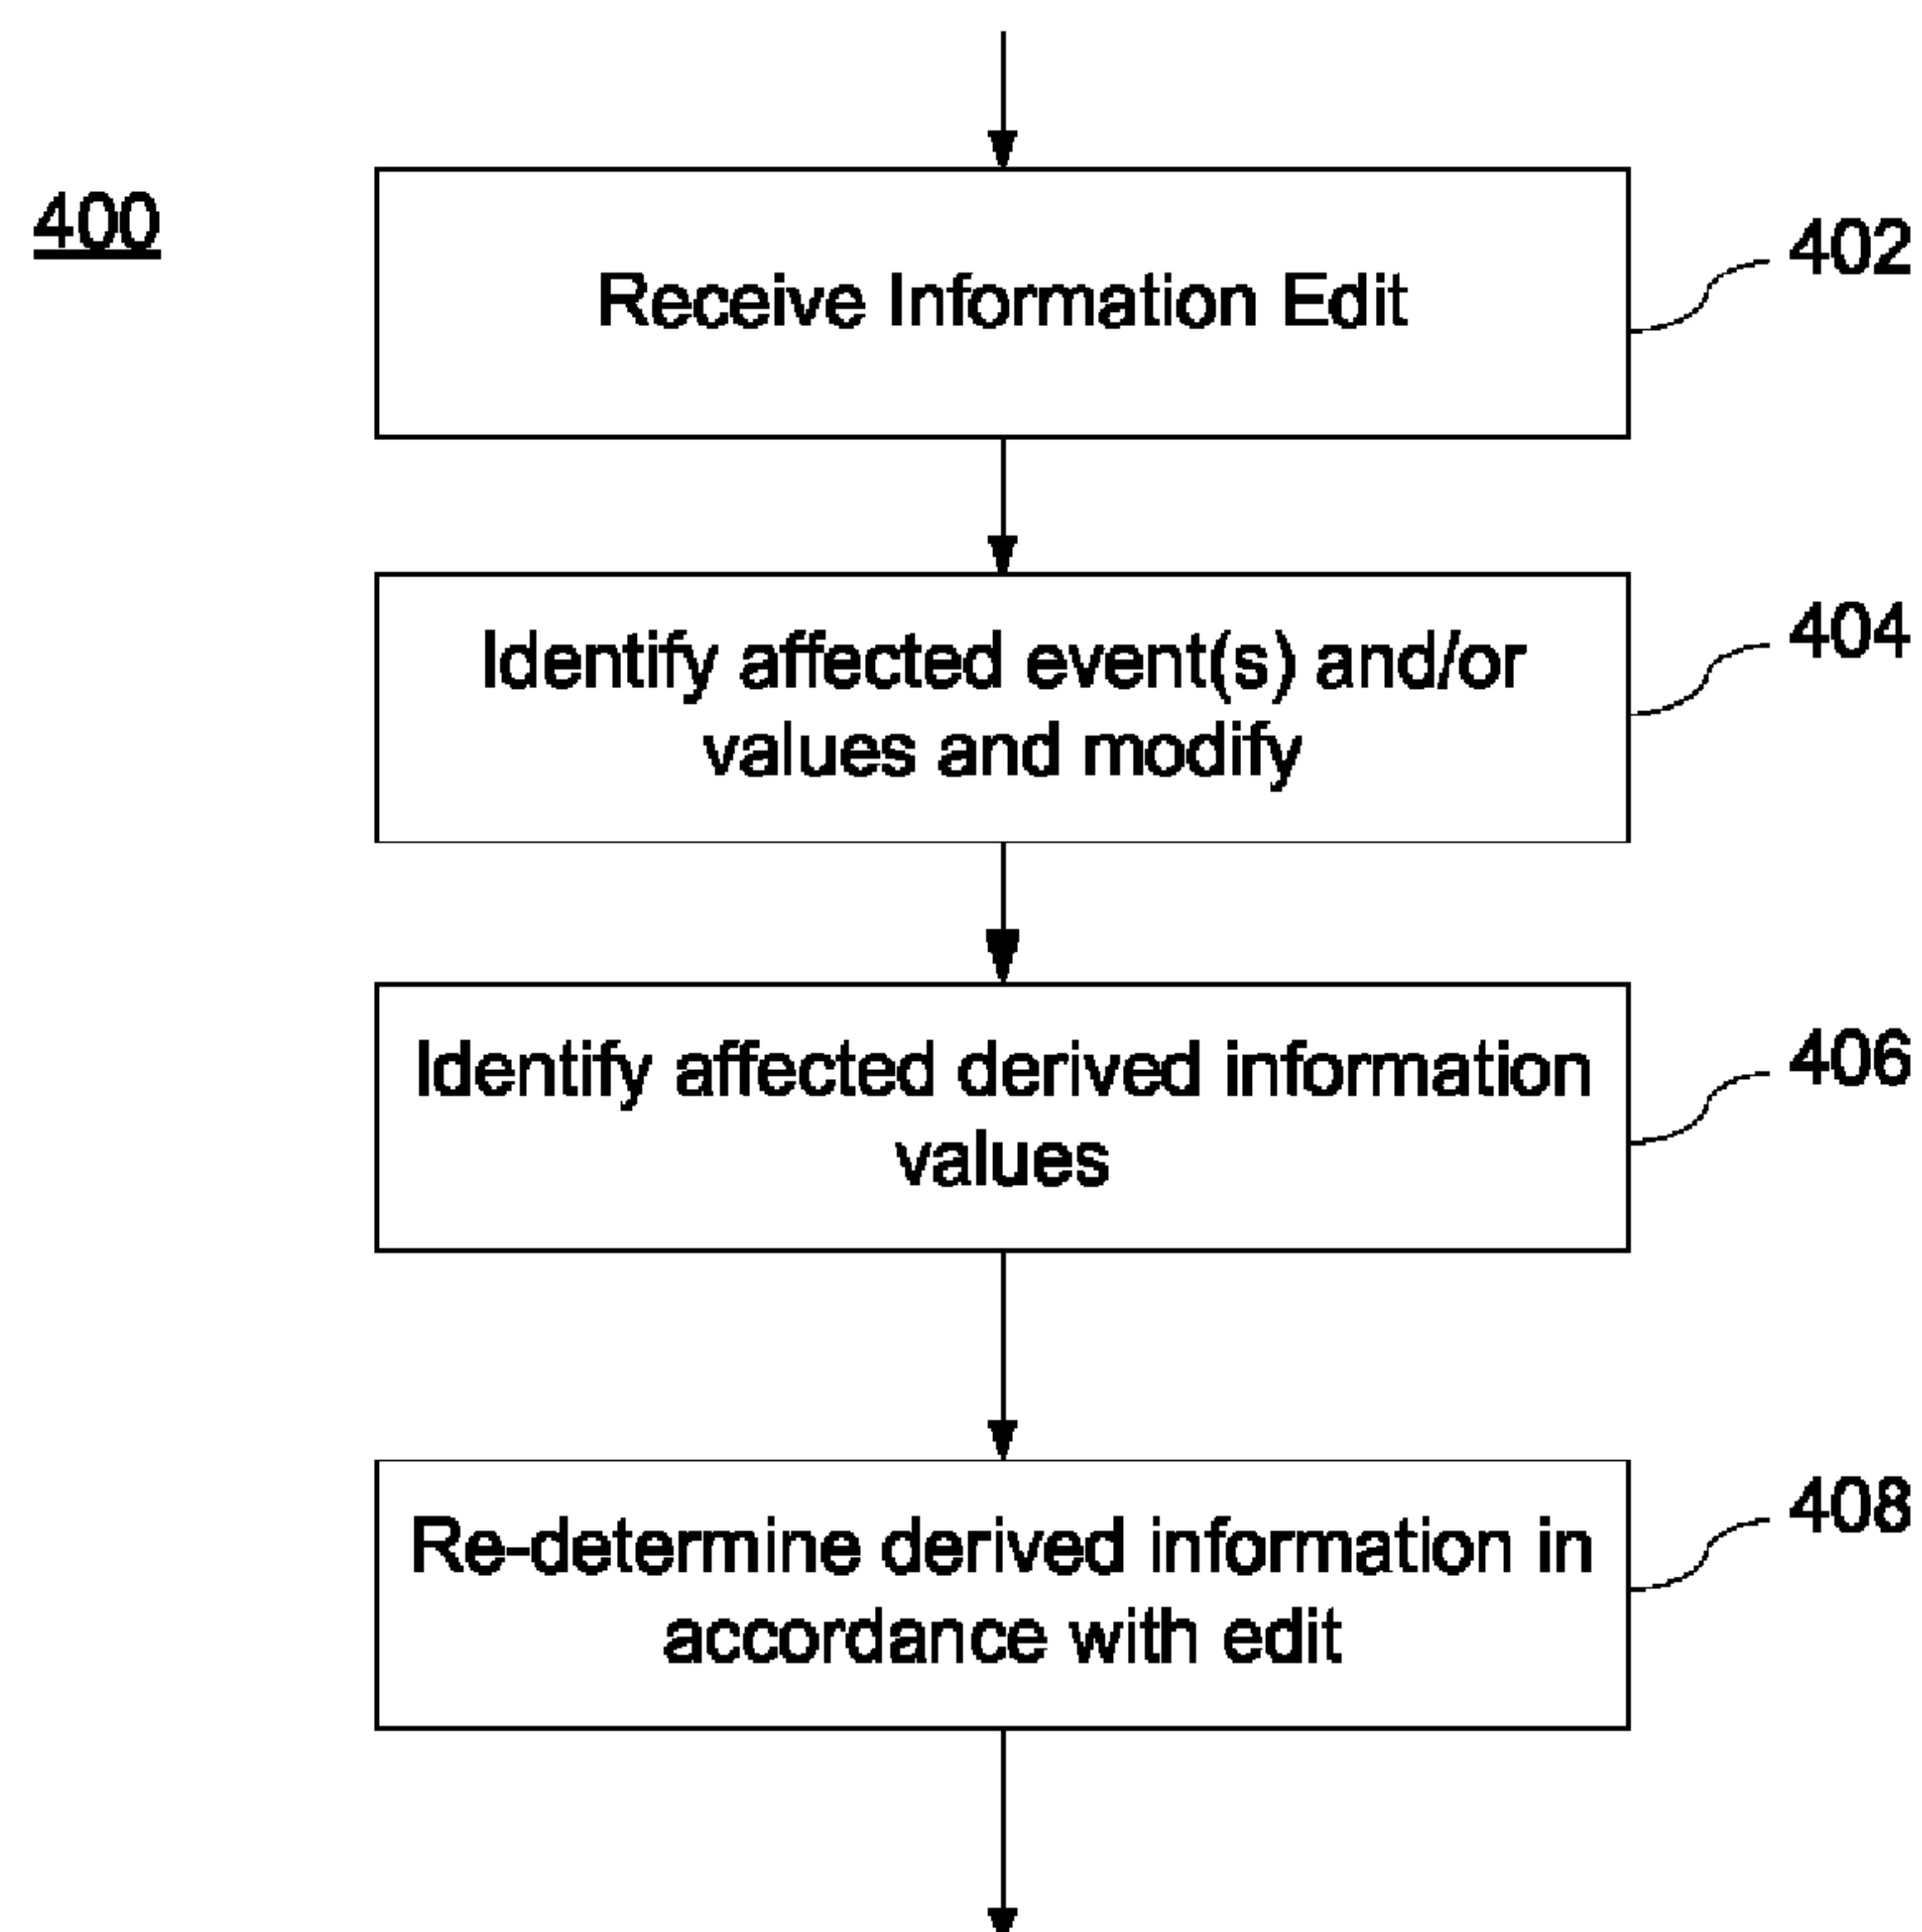 400
Receive Information Edit
402
Identify affected event(s) and/or
values and modify
404
Identify affected derived information
values
406
Re-determine derived information in
accordance with edit
408